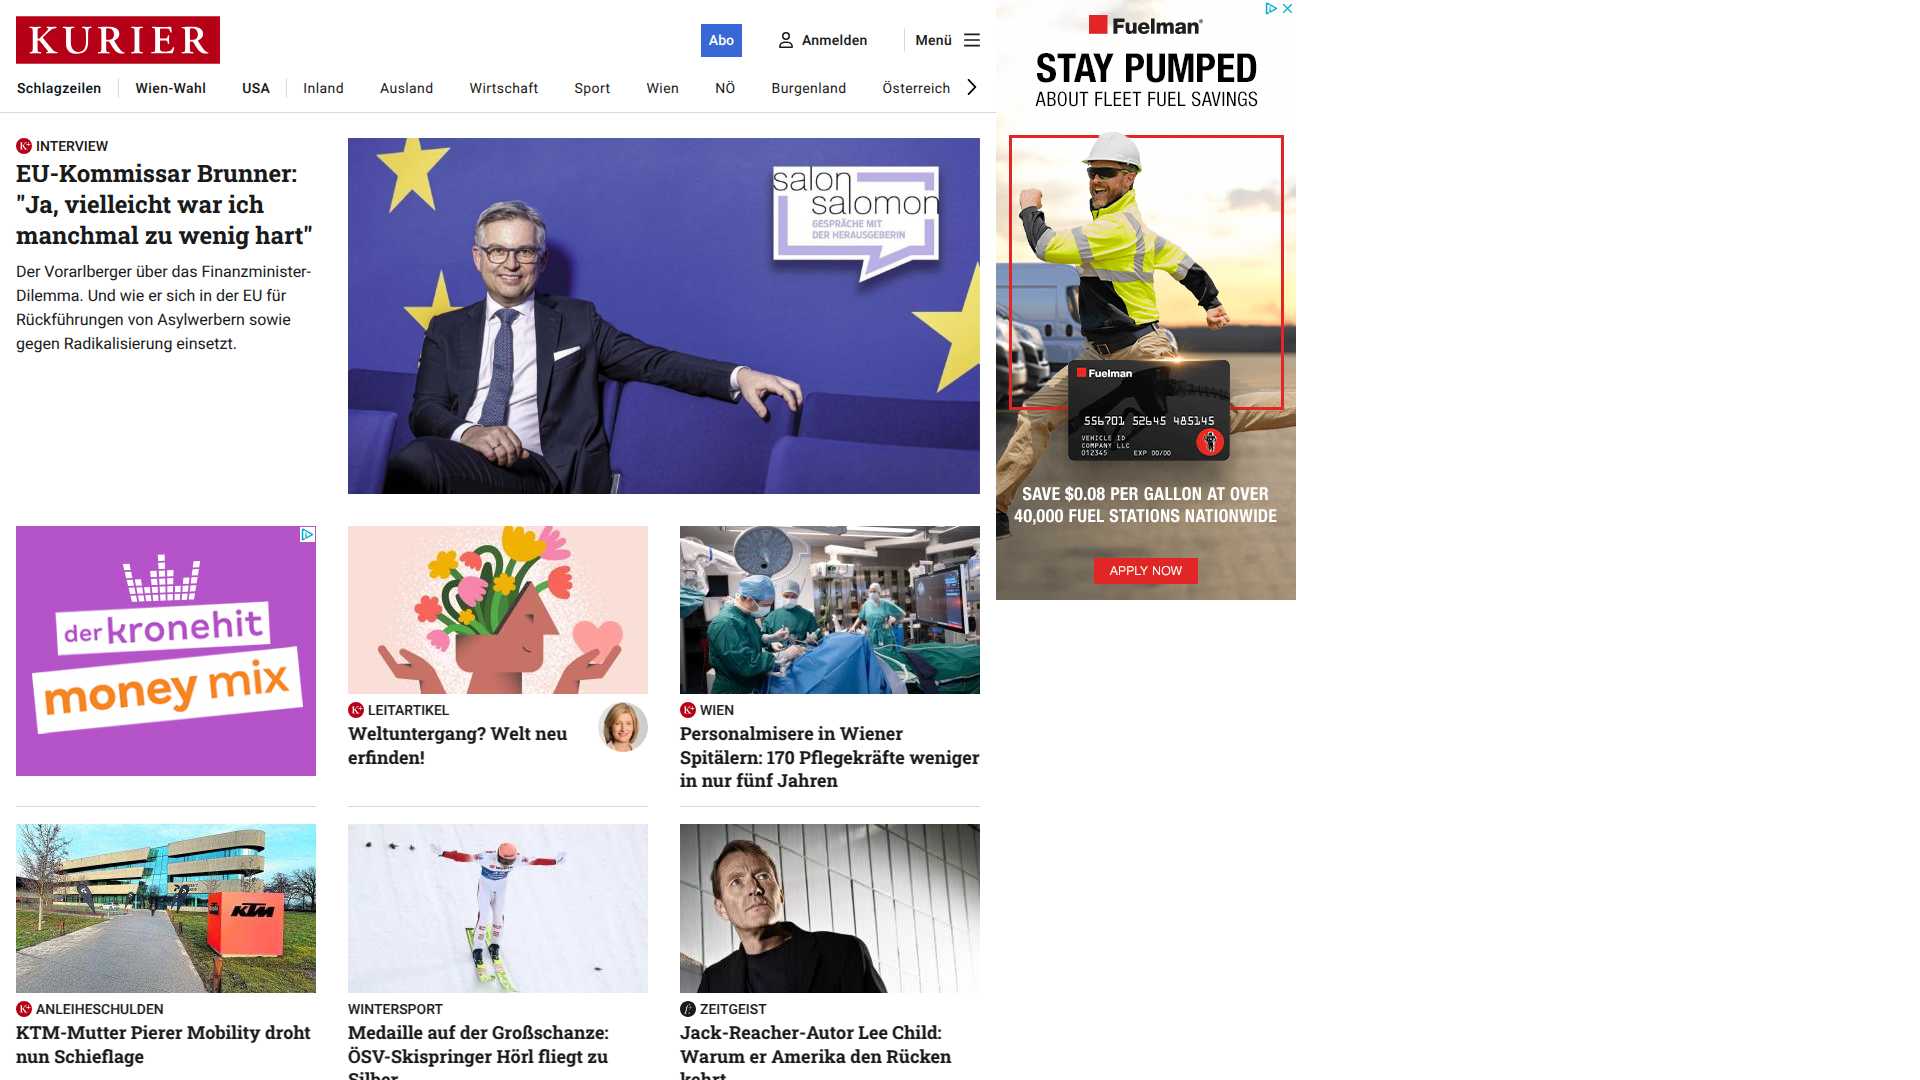 KURIER
Abo
Anmelden
Menü
Schlagzeilen
Wien-Wahl
USA
Inland
Ausland
Wirtschaft
Sport
Wien
NÖ
Burgenland
Österreich
INTERVIEW
EU-Kommissar Brunner:
"Ja, vielleicht war ich
manchmal zu wenig hart"
Der Vorarlberger über das Finanzminister-
Dilemma. Und wie er sich in der EU für
Rückführungen von Asylwerbern sowie
gegen Radikalisierung einsetzt.
salon
salomon
GESPRÄCHE MIT
DER HERAUSGEBERIN
Fuelman
STAY PUMPED
ABOUT FLEET FUEL SAVINGS
Fuelman
556701 52645 485145
VEHICLE ID
COMPANY LLC
012345 EXP 00/00
SAVE $0.08 PER GALLON AT OVER
40,000 FUEL STATIONS NATIONWIDE
APPLY NOW
der kronehit
money mix
K+ LEITARTIKEL
Weltuntergang? Welt neu
erfinden!
K+ WIEN
Personalmisere in Wiener
Spitälern: 170 Pflegekräfte weniger
in nur fünf Jahren
KTM
K+ ANLEIHESCHULDEN
KTM-Mutter Pierer Mobility droht
nun Schieflage
WINTERSPORT
Medaille auf der Großschanze:
ÖSV-Skispringer Hörl fliegt zu
Silber
ZEITGEIST
Jack-Reacher-Autor Lee Child:
Warum er Amerika den Rücken
kehrt